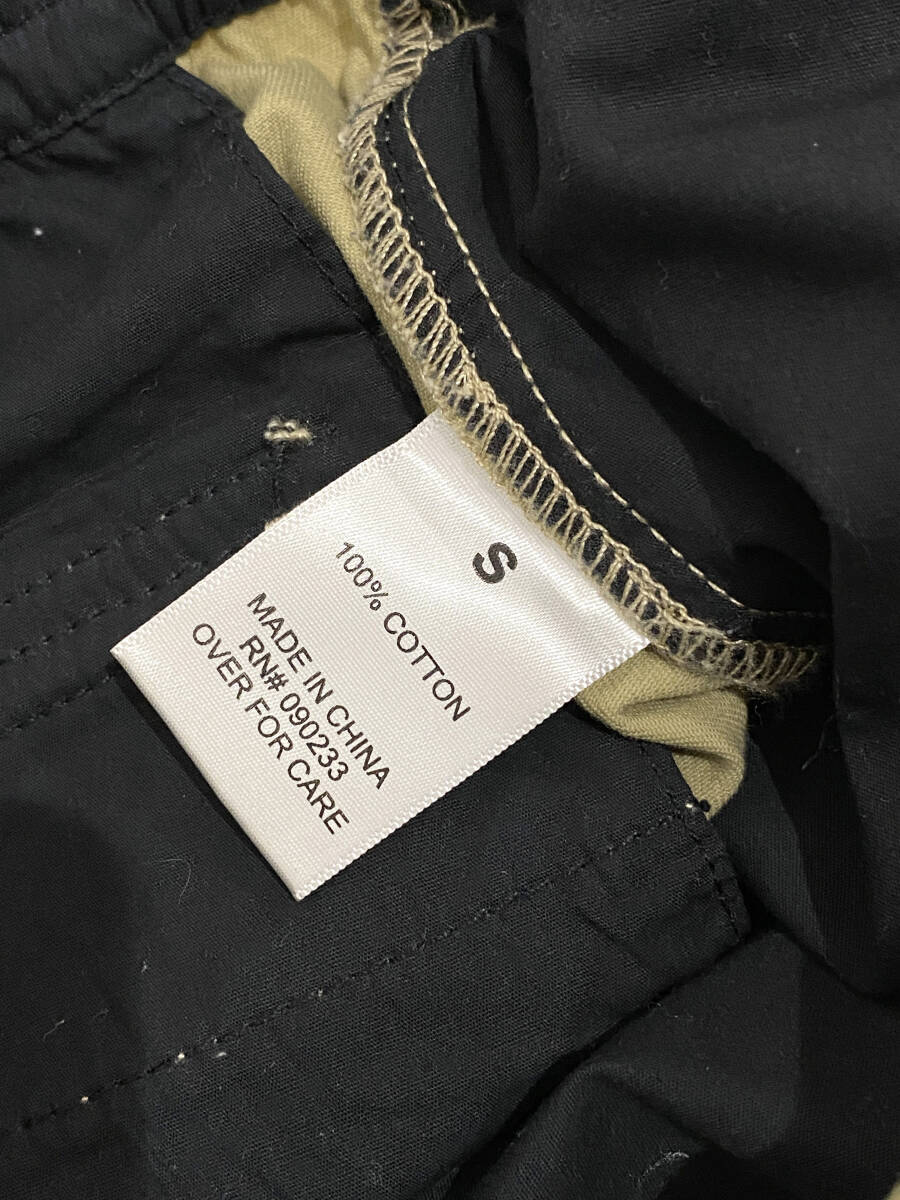 S
100% COTTON
MADE IN CHINA
RN# 090233
OVER FOR CARE